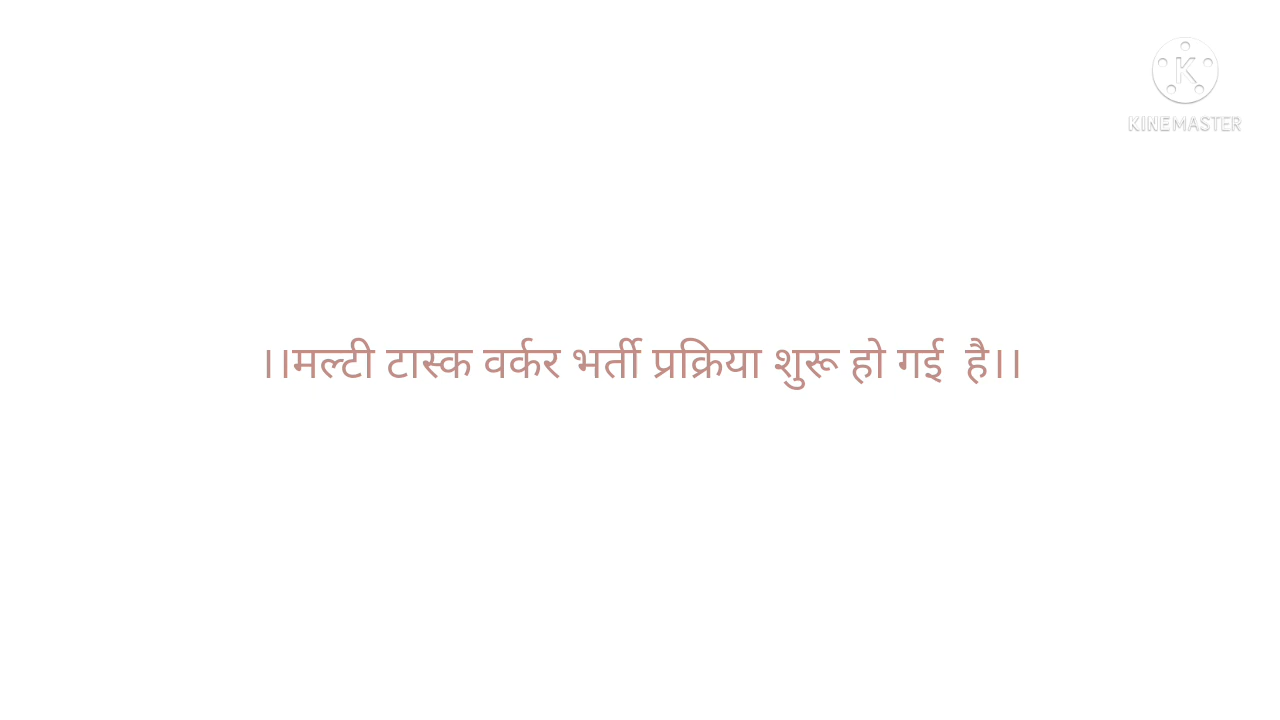 KINEMASTER
।।मल्टी टास्क वर्कर भर्ती प्रक्रिया शुरू हो गई  है।।